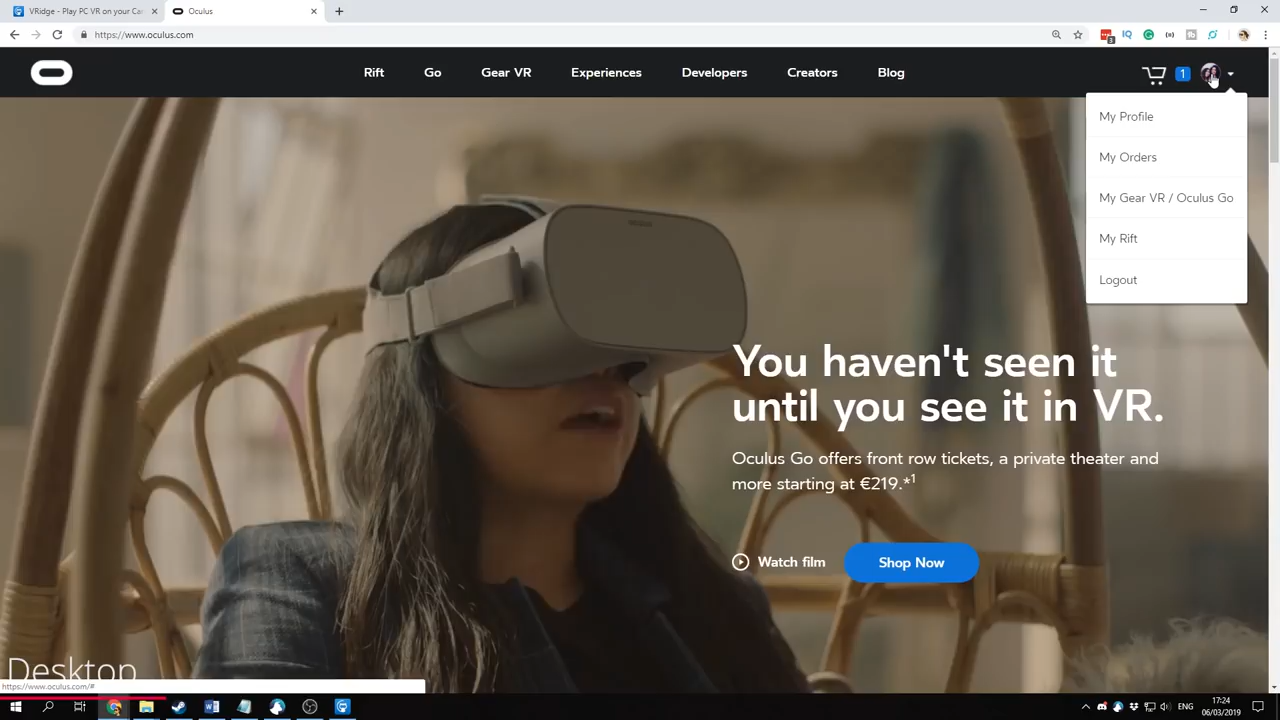 VRidge - Play PC VR on your Car
Oculus
https://www.oculus.com
3
Rift
Go
Gear VR
Experiences
Developers
Creators
Blog
1
My Profile
My Orders
My Gear VR / Oculus Go
My Rift
Logout
You haven't seen it
until you see it in VR.
Oculus Go offers front row tickets, a private theater and
more starting at €219.*1
Watch film
Shop Now
Desktop
https://www.oculus.com/#
ENG
17:24
06/03/2019